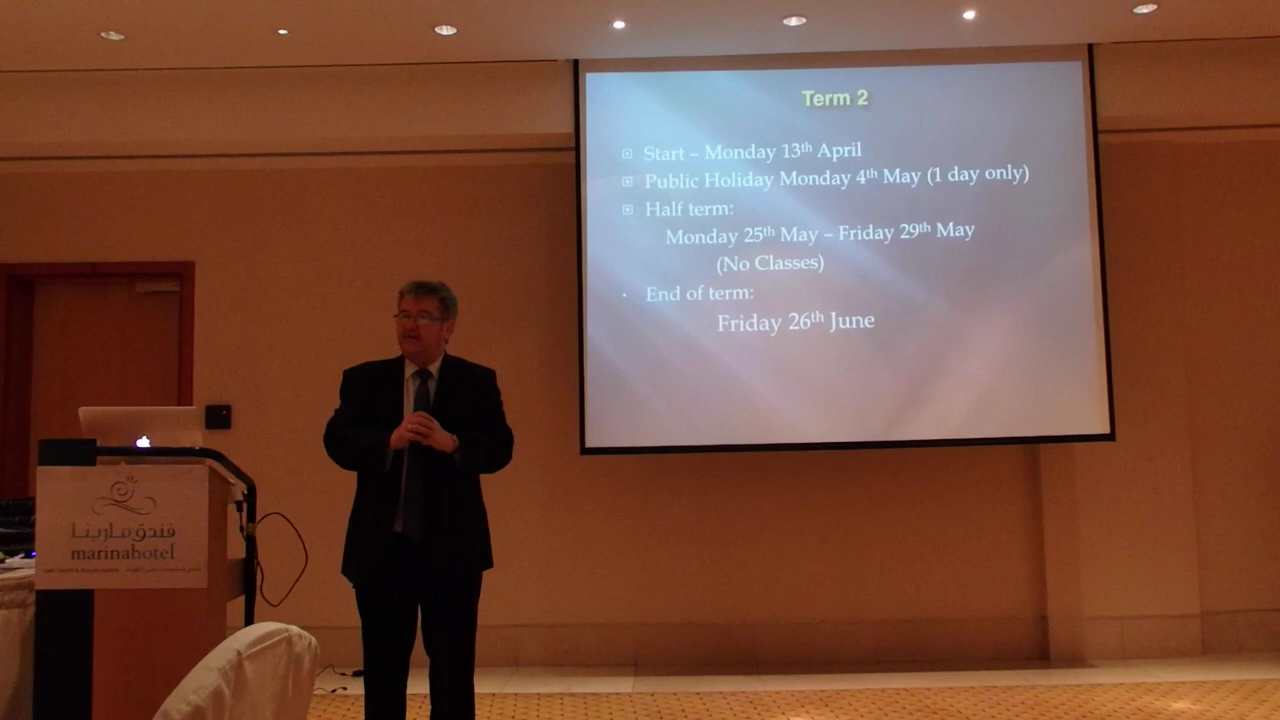 Term 2
Start – Monday 13th April
Public Holiday Monday 4th May (1 day only)
Half term:
Monday 25th May – Friday 29th May
(No Classes)
End of term:
Friday 26th June
فندق مارينا
marinahotel